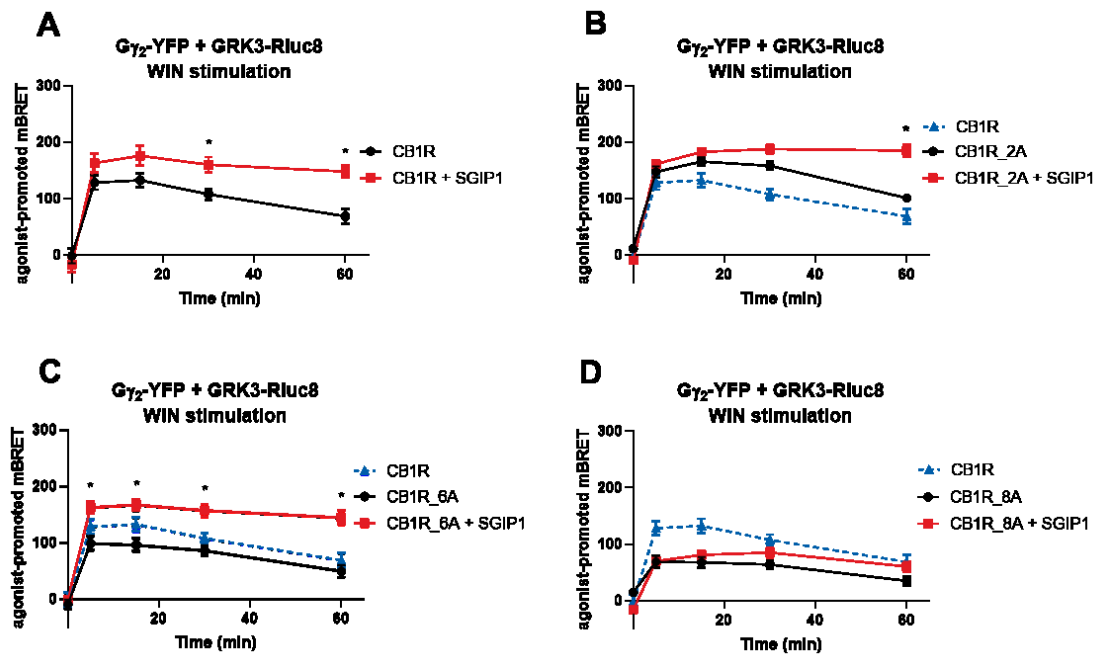 A
Gγ₂-YFP + GRK3-Rluc8
WIN stimulation
agonist-promoted mBRET
300
200
100
0
20
40
60
Time (min)
*
*
CB1R
CB1R + SGIP1
B
Gγ₂-YFP + GRK3-Rluc8
WIN stimulation
agonist-promoted mBRET
300
200
100
0
20
40
60
Time (min)
*
CB1R
CB1R_2A
CB1R_2A + SGIP1
C
Gγ₂-YFP + GRK3-Rluc8
WIN stimulation
agonist-promoted mBRET
300
200
100
0
20
40
60
Time (min)
*
*
*
*
CB1R
CB1R_6A
CB1R_6A + SGIP1
D
Gγ₂-YFP + GRK3-Rluc8
WIN stimulation
agonist-promoted mBRET
300
200
100
0
20
40
60
Time (min)
CB1R
CB1R_8A
CB1R_8A + SGIP1